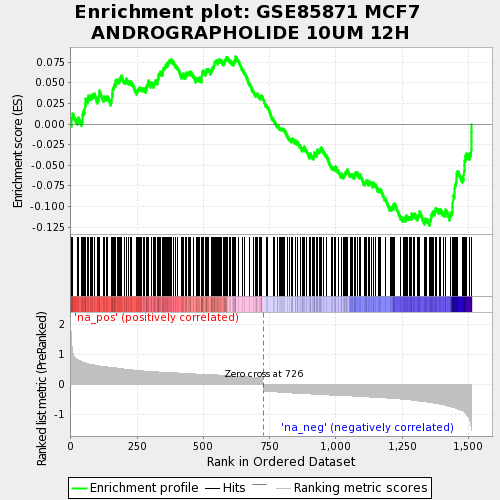 Enrichment plot: GSE85871 MCF7
ANDROGRAPHOLIDE 10UM 12H
Enrichment score (ES)
0.075
0.050
0.025
0.000
-0.025
-0.050
-0.075
-0.100
-0.125
'na_pos' (positively correlated)
Ranked list metric (PreRanked)
2
1
0
-1
Zero cross at 726
'na_neg' (negatively correlated)
0
250
500
750
1,000
1,250
1,500
Rank in Ordered Dataset
Enrichment profile
Hits
Ranking metric scores